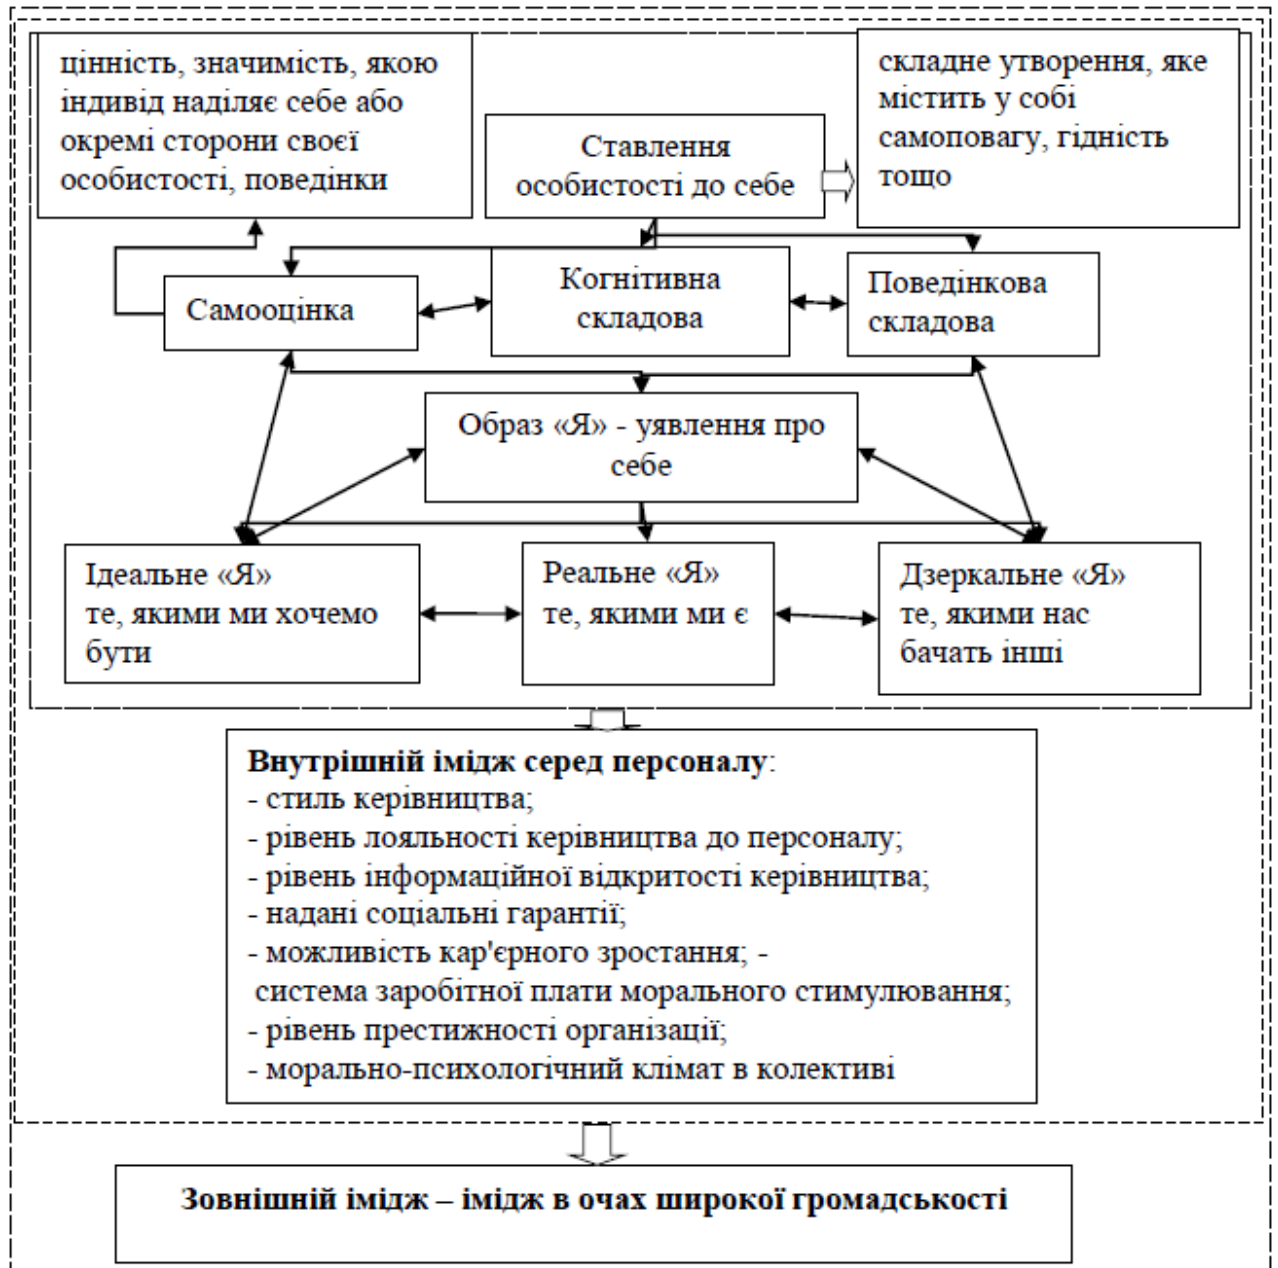 цінність, значимість, якою
індивід наділяє себе або
окремі сторони своєї
особистості, поведінки
Ставлення
особистості до себе
складне утворення, яке
містить у собі
самоповагу, гідність
тощо
Самооцінка
Когнітивна
складова
Поведінкова
складова
Образ «Я» - уявлення про
себе
Ідеальне «Я»
те, якими ми хочемо
бути
Реальне «Я»
те, якими ми є
Дзеркальне «Я»
те, якими нас
бачать інші
Внутрішній імідж серед персоналу:
- стиль керівництва;
- рівень лояльності керівництва до персоналу;
- рівень інформаційної відкритості керівництва;
- надані соціальні гарантії;
- можливість кар'єрного зростання; -
система заробітної плати морального стимулювання;
- рівень престижності організації;
- морально-психологічний клімат в колективі
Зовнішній імідж – імідж в очах широкої громадськості